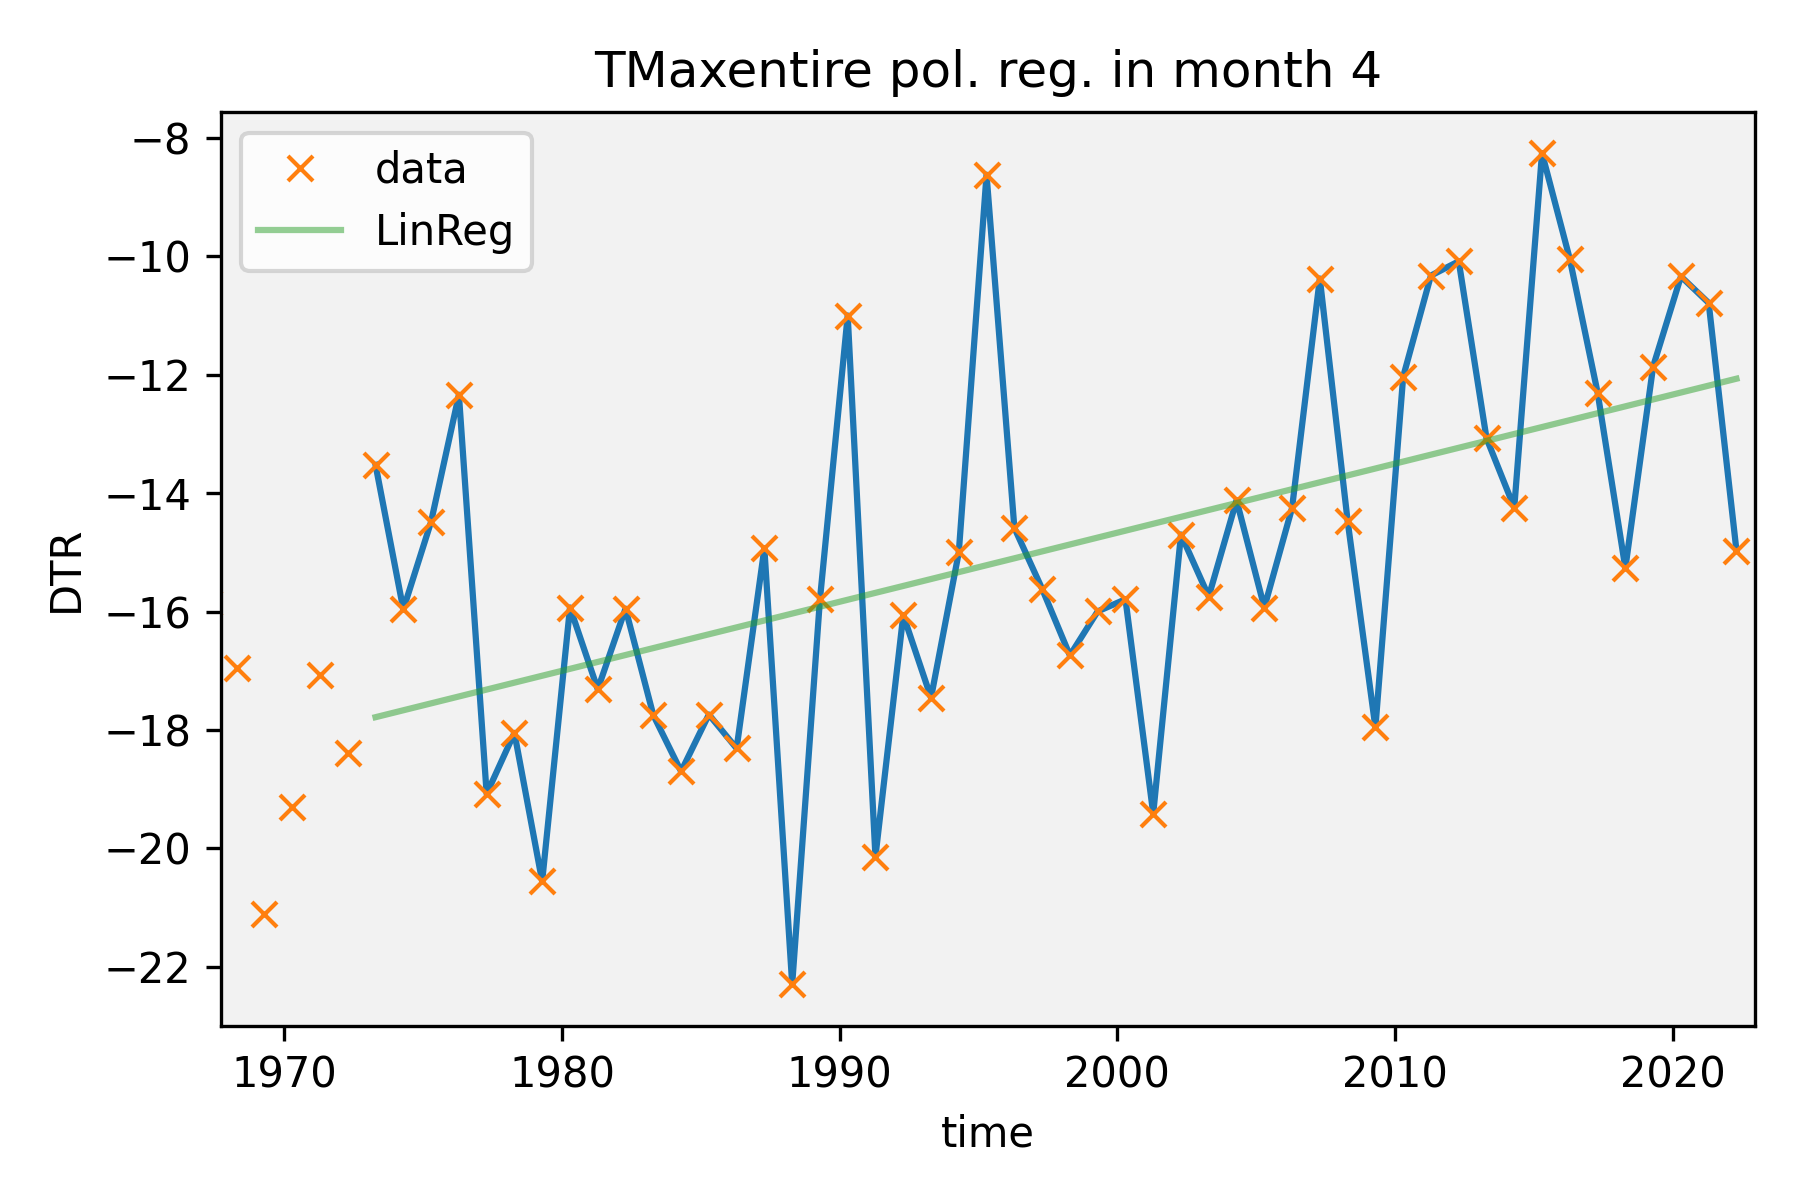 TMaxentire pol. reg. in month 4
data
LinReg
−8
−10
−12
−14
−16
−18
−20
−22
DTR
1970 1980 1990 2000 2010 2020
time